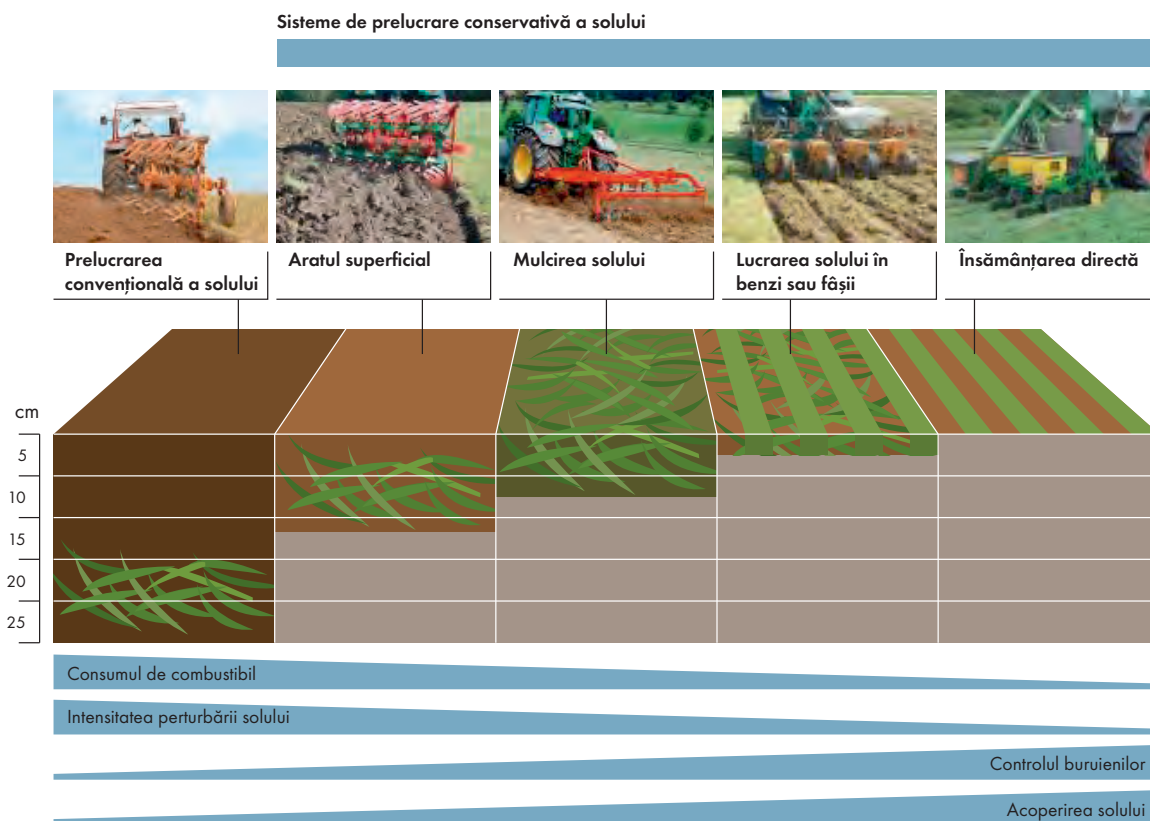 Sisteme de prelucrare conservativă a solului
Prelucrarea
convențională a solului
Aratul superficial
Mulcirea solului
Lucrarea solului în
benzi sau fâșii
Însămânțarea directă
cm
5
10
15
20
25
Consumul de combustibil
Intensitatea perturbării solului
Controlul buruienilor
Acoperirea solului